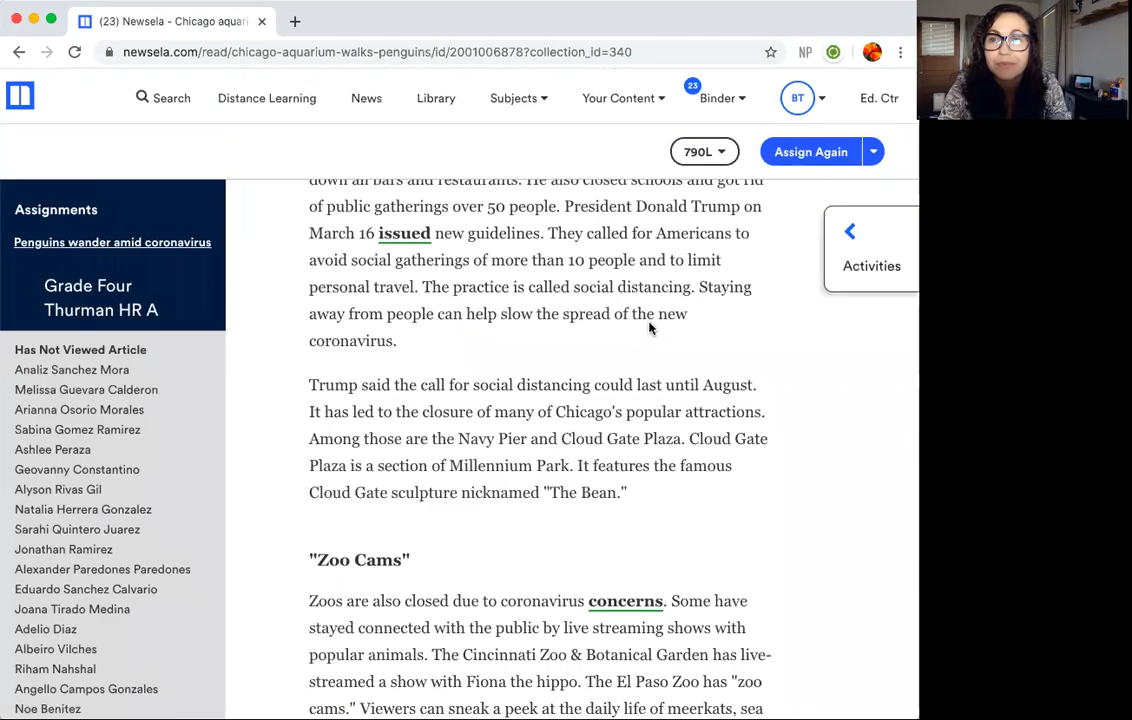 (23) Newsela - Chicago aquari
newsela.com/read/chicago-aquarium-walks-penguins/id/2001006878?collection_id=340
NP
Search
Distance Learning
News
Library
Subjects
Your Content
23
Binder
BT
Ed. Ctr
790L
Assign Again
Assignments
Penguins wander amid coronavirus
Grade Four
Thurman HR A
Has Not Viewed Article
Analiz Sanchez Mora
Melissa Guevara Calderon
Arianna Osorio Morales
Sabina Gomez Ramirez
Ashlee Peraza
Geovanny Constantino
Alyson Rivas Gil
Natalia Herrera Gonzalez
Sarahi Quintero Juarez
Jonathan Ramirez
Alexander Paredones Paredones
Eduardo Sanchez Calvario
Joana Tirado Medina
Adelio Diaz
Albeiro Vilches
Riham Nahshal
Angello Campos Gonzales
Noe Benitez
down all bars and restaurants. He also closed schools and got rid
of public gatherings over 50 people. President Donald Trump on
March 16 issued new guidelines. They called for Americans to
avoid social gatherings of more than 10 people and to limit
personal travel. The practice is called social distancing. Staying
away from people can help slow the spread of the new
coronavirus.
Trump said the call for social distancing could last until August.
It has led to the closure of many of Chicago's popular attractions.
Among those are the Navy Pier and Cloud Gate Plaza. Cloud Gate
Plaza is a section of Millennium Park. It features the famous
Cloud Gate sculpture nicknamed "The Bean."
"Zoo Cams"
Zoos are also closed due to coronavirus concerns. Some have
stayed connected with the public by live streaming shows with
popular animals. The Cincinnati Zoo & Botanical Garden has live-
streamed a show with Fiona the hippo. The El Paso Zoo has "zoo
cams." Viewers can sneak a peek at the daily life of meerkats, sea
Activities